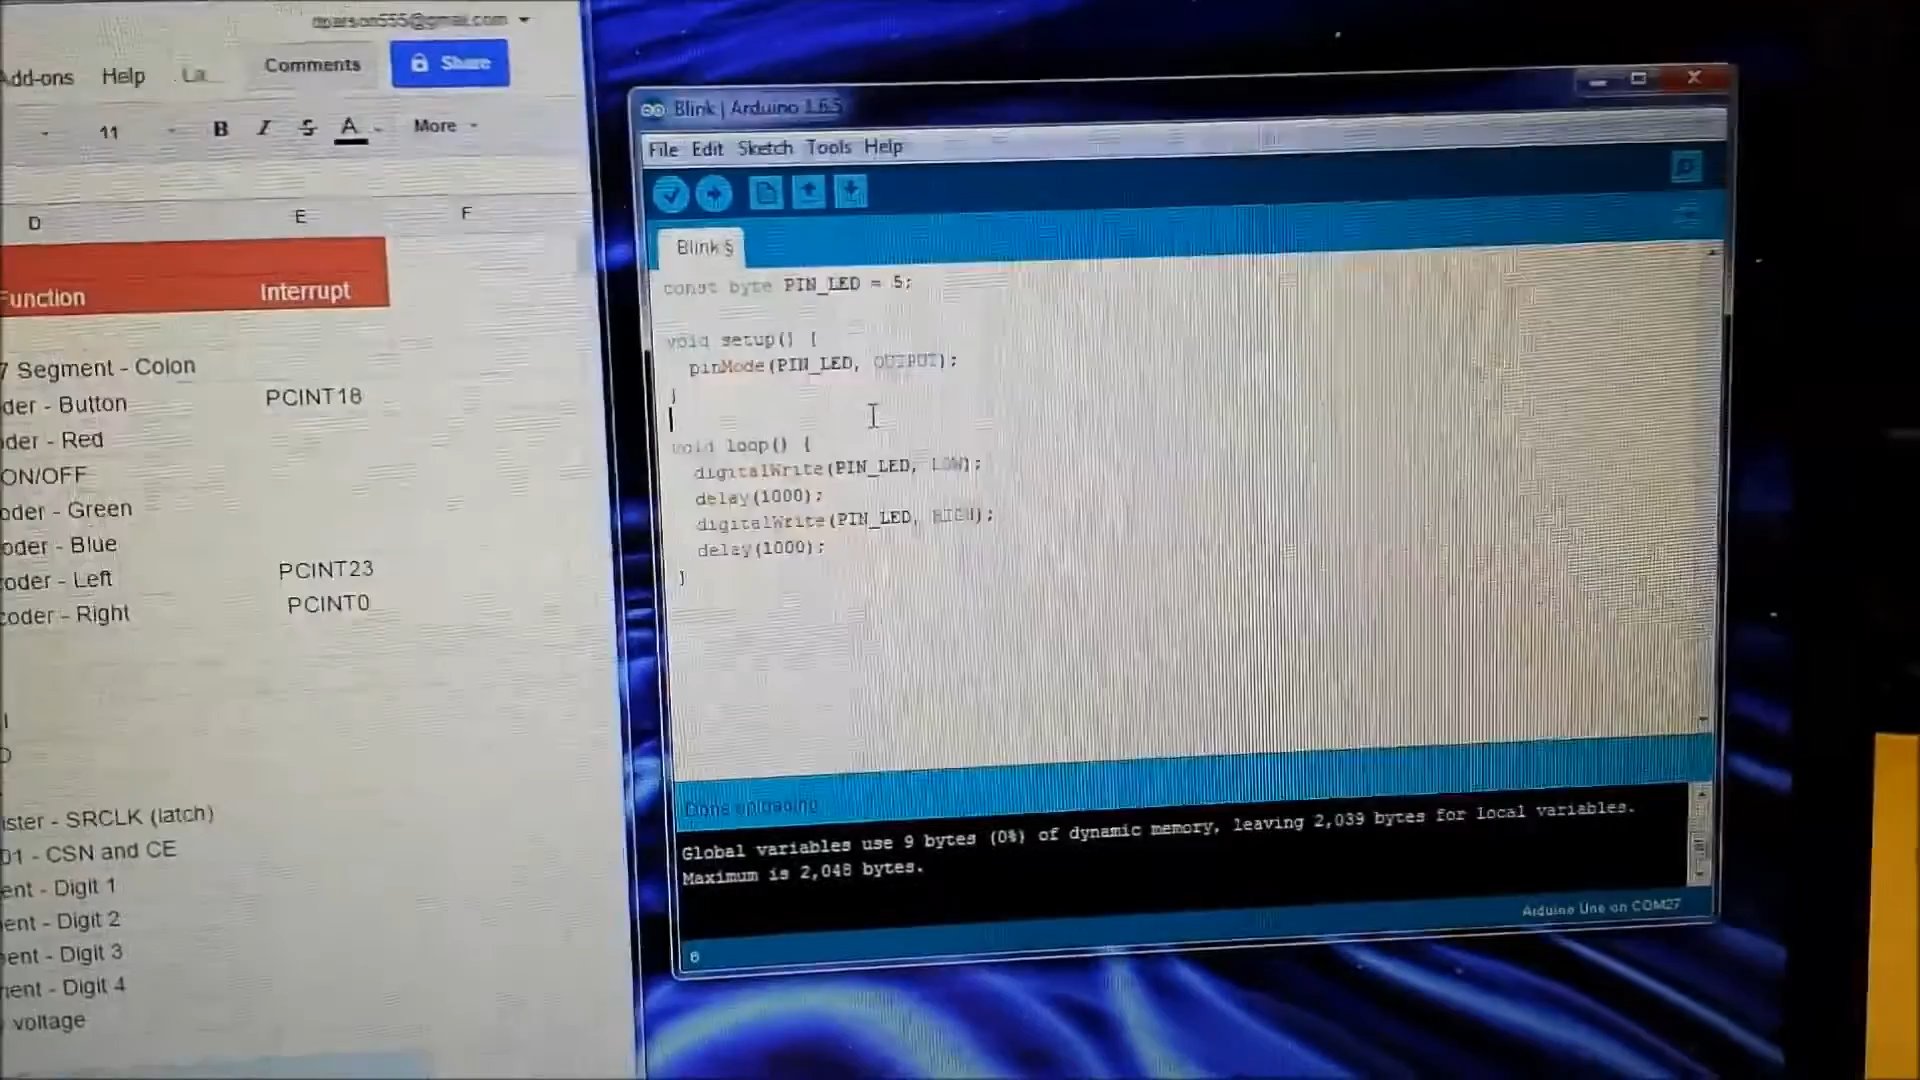 Add-ons Help La...
Comments
Share
11 B I S A More
D E F
Function Interrupt
7 Segment - Colon
der - Button PCINT18
oder - Red
ON/OFF
oder - Green
oder - Blue
oder - Left PCINT23
coder - Right PCINT0
ister - SRCLK (latch)
01 - CSN and CE
ent - Digit 1
ent - Digit 2
ent - Digit 3
nent - Digit 4
voltage
Blink | Arduino 1.6.5
File Edit Sketch Tools Help
Blink §
const byte PIN_LED = 5;
void setup() {
pinMode(PIN_LED, OUTPUT);
}
void loop() {
digitalWrite(PIN_LED, LOW);
delay(1000);
digitalWrite(PIN_LED, HIGH);
delay(1000);
}
Done uploading
Global variables use 9 bytes (0%) of dynamic memory, leaving 2,039 bytes for local variables.
Maximum is 2,048 bytes.
6
Arduino Uno on COM27